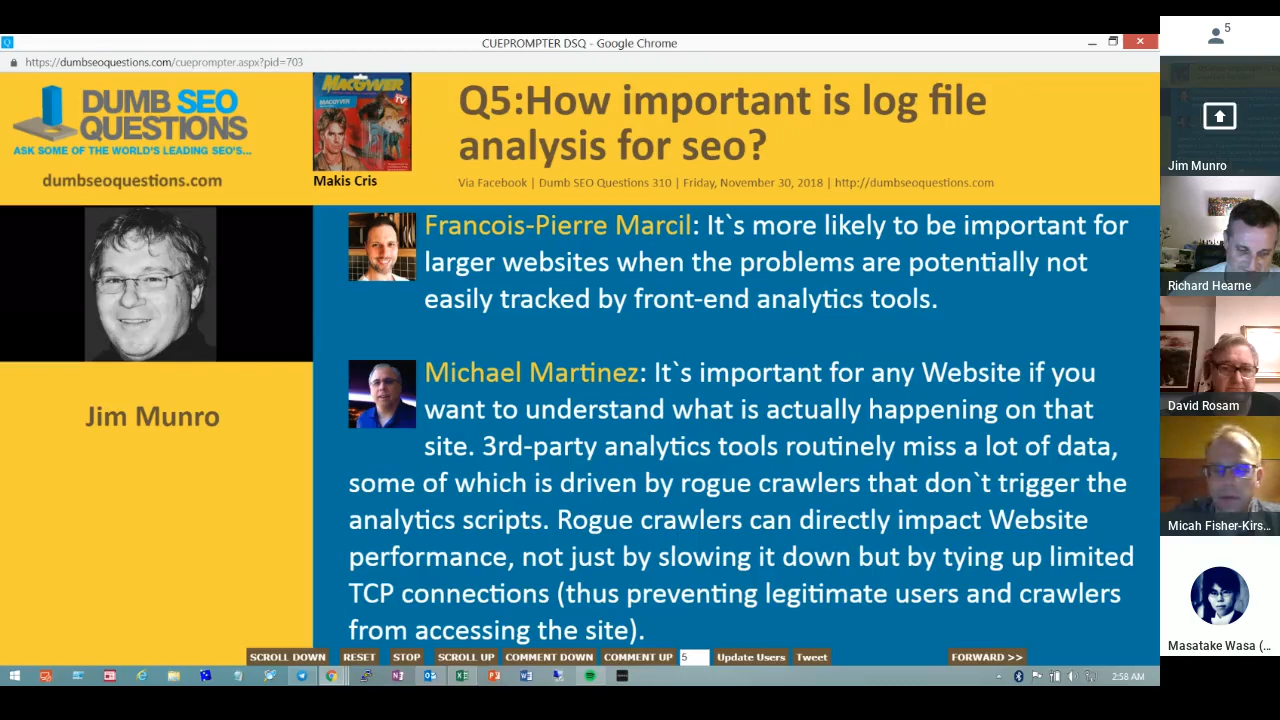 CUEPROMPTER DSQ - Google Chrome
https://dumbseoquestions.com/cueprompter.aspx?pid=703
DUMB SEO
QUESTIONS
ASK SOME OF THE WORLD'S LEADING SEO'S...
dumbseoquestions.com
MACGYVER
Makis Cris
Q5:How important is log file
analysis for seo?
Via Facebook | Dumb SEO Questions 310 | Friday, November 30, 2018 | http://dumbseoquestions.com
Jim Munro
Francois-Pierre Marcil: It`s more likely to be important for
larger websites when the problems are potentially not
easily tracked by front-end analytics tools.
Michael Martinez: It`s important for any Website if you
want to understand what is actually happening on that
site. 3rd-party analytics tools routinely miss a lot of data,
some of which is driven by rogue crawlers that don`t trigger the
analytics scripts. Rogue crawlers can directly impact Website
performance, not just by slowing it down but by tying up limited
TCP connections (thus preventing legitimate users and crawlers
from accessing the site).
SCROLL DOWN RESET STOP SCROLL UP COMMENT DOWN COMMENT UP 5 Update Users Tweet FORWARD >>
2:58 AM
5
Jim Munro
Richard Hearne
David Rosam
Micah Fisher-Kirs...
Masatake Wasa (...